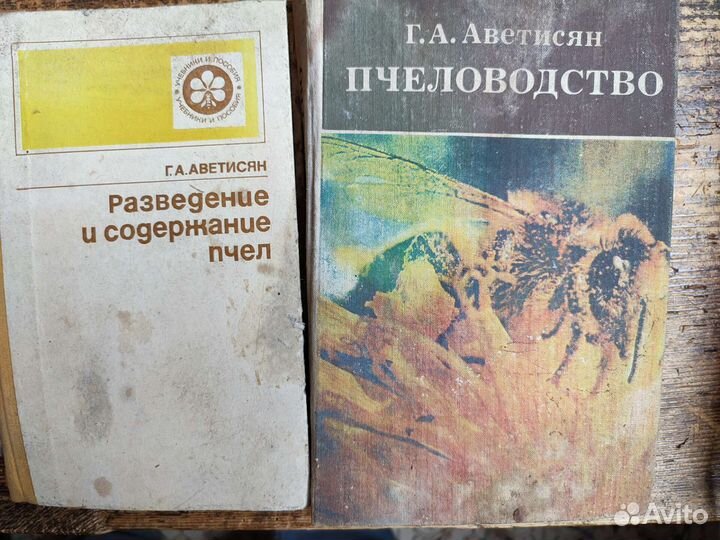 УЧЕБНИКИ И ПОСОБИЯ
УЧЕБНИКИ И ПОСОБИЯ
Г.А.АВЕТИСЯН
Разведение
и содержание
пчел
Г.А.Аветисян
ПЧЕЛОВОДСТВО
Avito